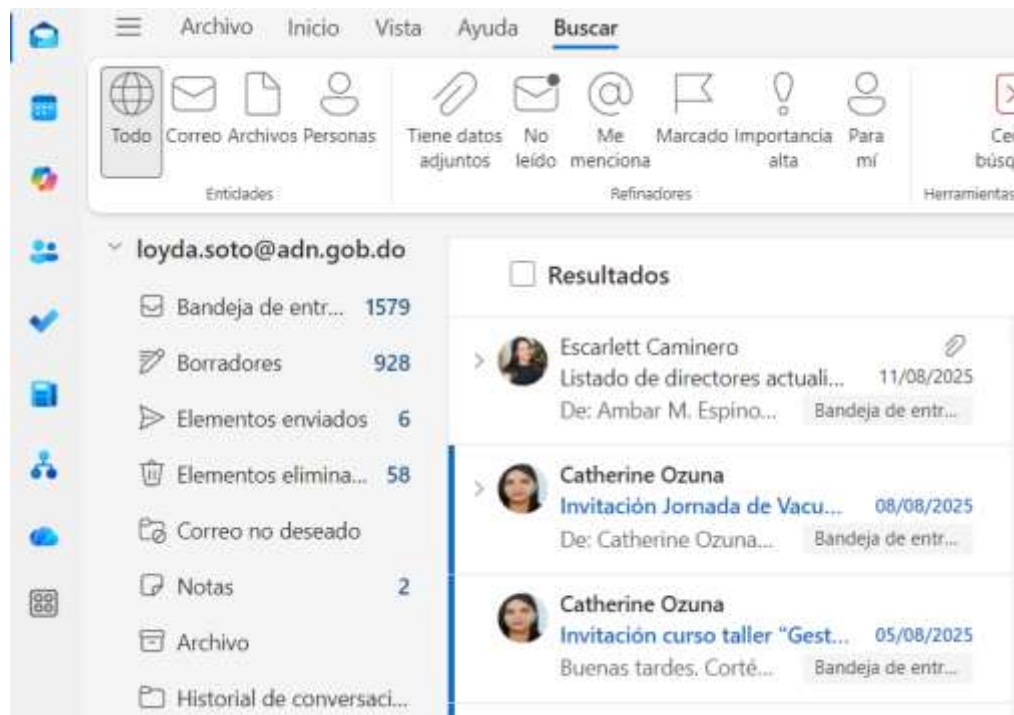 Archivo Inicio Vista Ayuda Buscar
Todo Correo Archivos Personas Tiene datos adjuntos No leído Me menciona Marcado Importancia alta Para mí
Entidades Refinadores Herramientas
loyda.soto@adn.gob.do
Bandeja de entr... 1579
Borradores 928
Elementos enviados 6
Elementos elimina... 58
Correo no deseado
Notas 2
Archivo
Historial de conversaci...
Resultados
Escarlett Caminero
Listado de directores actuali... 11/08/2025
De: Ambar M. Espino... Bandeja de entr...
Catherine Ozuna
Invitación Jornada de Vacu... 08/08/2025
De: Catherine Ozuna... Bandeja de entr...
Catherine Ozuna
Invitación curso taller "Gest... 05/08/2025
Buenas tardes. Corté... Bandeja de entr...